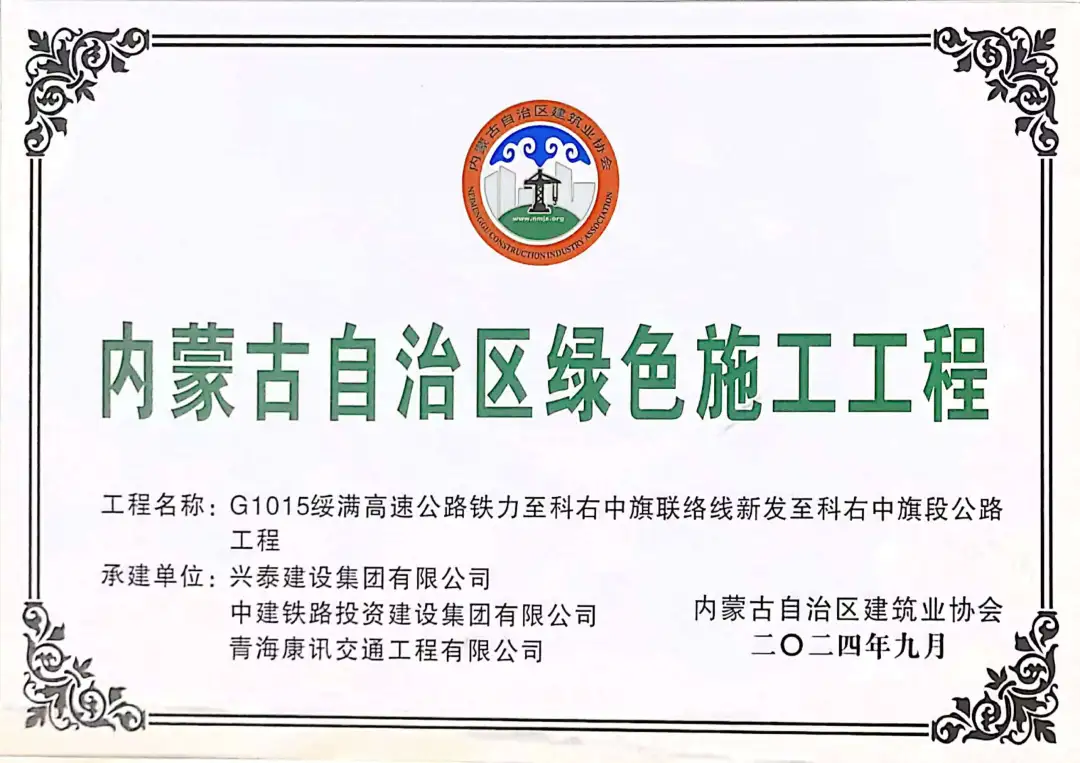 内蒙古自治区建筑业协会
www.nmjx.org
NEIMENGGU CONSTRUCTION INDUSTRY ASSOCIATION
内蒙古自治区绿色施工工程
工程名称：G1015绥满高速公路铁力至科右中旗联络线新发至科右中旗段公路
工程
承建单位：兴泰建设集团有限公司
中建铁路投资建设集团有限公司
青海康讯交通工程有限公司
内蒙古自治区建筑业协会
二〇二四年九月